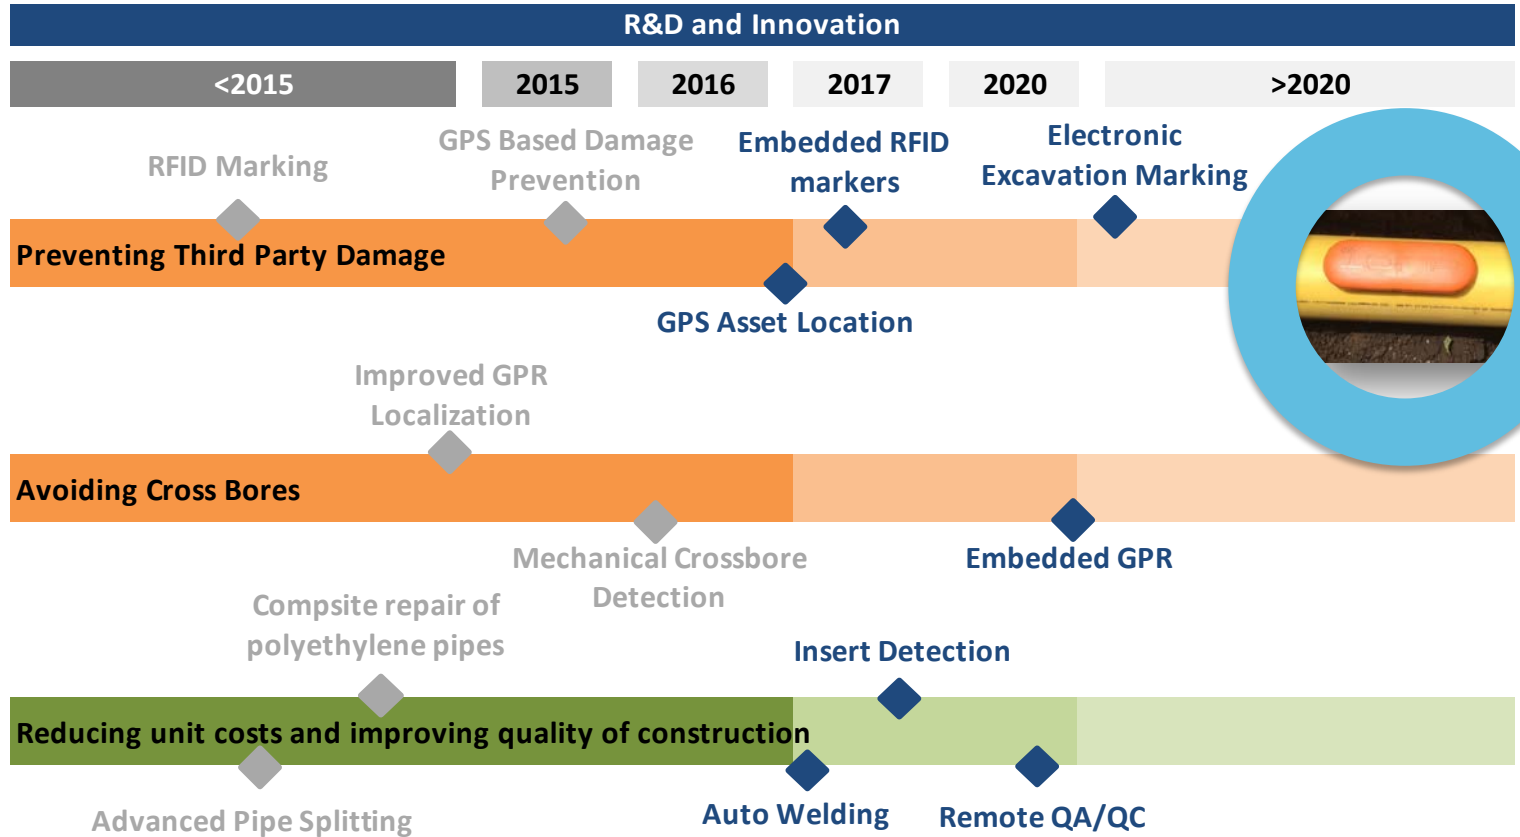 R&D and Innovation
<2015
2015
2016
2017
2020
>2020
RFID Marking
GPS Based Damage
Prevention
Embedded RFID
markers
Electronic
Excavation Marking
Preventing Third Party Damage
GPS Asset Location
Improved GPR
Localization
Avoiding Cross Bores
Mechanical Crossbore
Detection
Embedded GPR
Compsite repair of
polyethylene pipes
Insert Detection
Reducing unit costs and improving quality of construction
Advanced Pipe Splitting
Auto Welding
Remote QA/QC